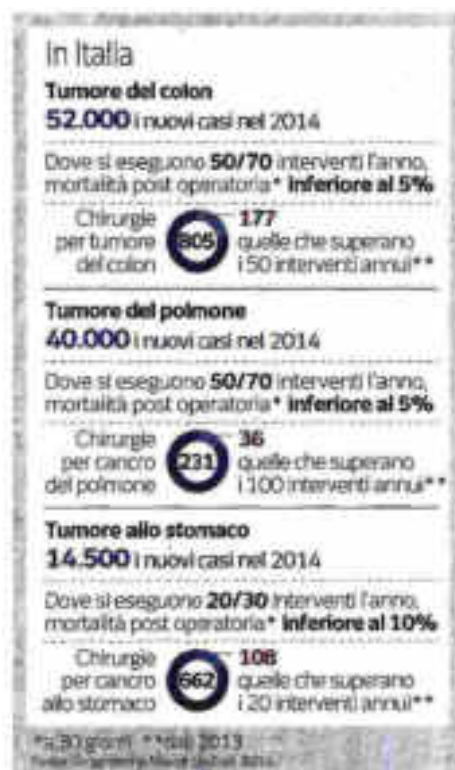 In Italia
Tumore del colon
52.000 i nuovi casi nel 2014
Dove si eseguono 50/70 interventi l'anno,
mortalità post operatoria* inferiore al 5%
Chirurgie
per tumore
del colon
805
177
quelle che superano
i 50 interventi annui**
Tumore del polmone
40.000 i nuovi casi nel 2014
Dove si eseguono 50/70 interventi l'anno,
mortalità post operatoria* inferiore al 5%
Chirurgie
per cancro
del polmone
231
36
quelle che superano
i 100 interventi annui**
Tumore allo stomaco
14.500 i nuovi casi nel 2014
Dove si eseguono 20/30 interventi l'anno,
mortalità post operatoria* inferiore al 10%
Chirurgie
per cancro
allo stomaco
662
108
quelle che superano
i 20 interventi annui**
*a 30 giorni **dati 2013